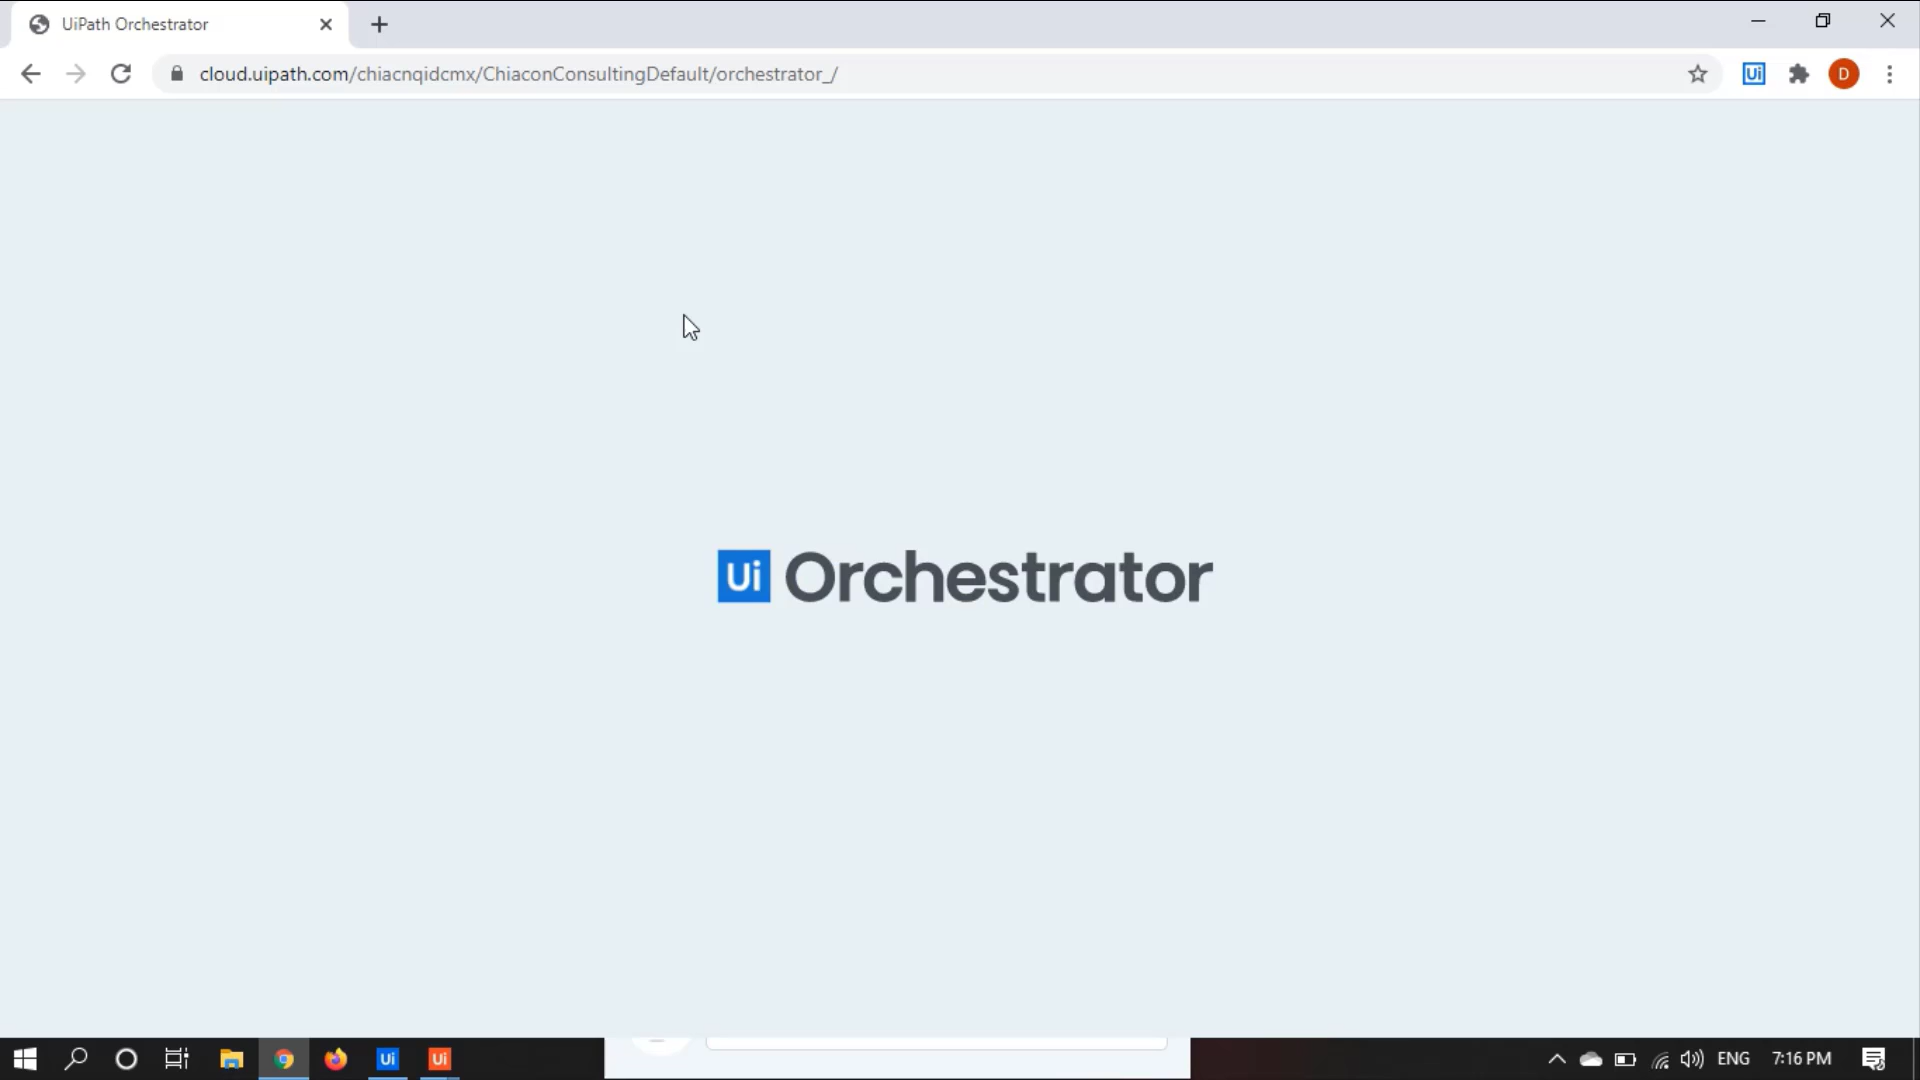 UiPath Orchestrator
cloud.uipath.com/chiacnqidcmx/ChiaconConsultingDefault/orchestrator_/
Ui
D
Ui Orchestrator
Ui
Ui
ENG
7:16 PM